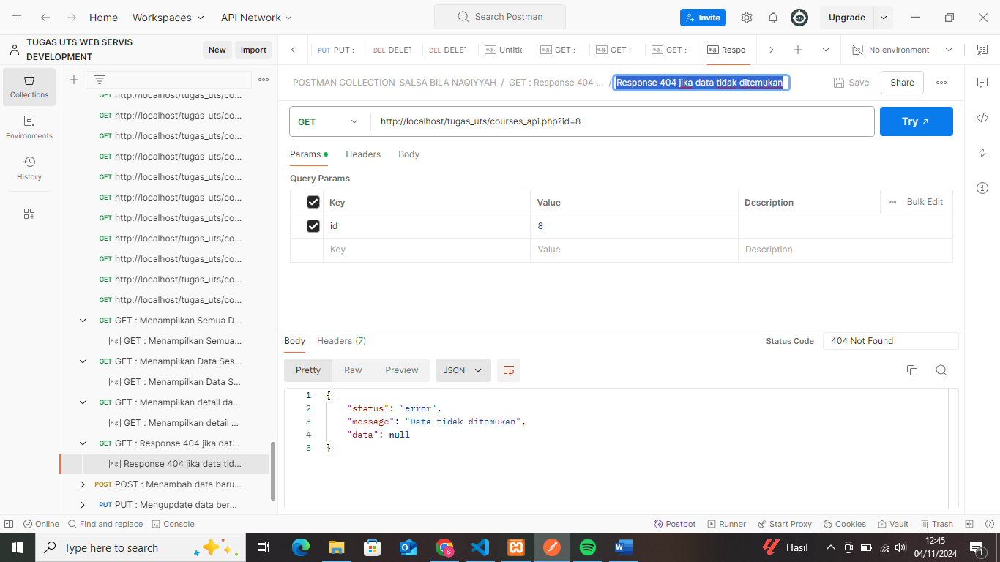 Home Workspaces API Network Search Postman Invite Upgrade
TUGAS UTS WEB SERVIS
DEVELOPMENT
New Import
PUT PUT : DEL DELET DEL DELET e.g. Untitle e.g. GET : e.g. GET : e.g. GET : e.g. Respo No environment
Collections
Environments
History
GET http://localhost/tugas_uts/co...
GET http://localhost/tugas_uts/co...
GET http://localhost/tugas_uts/co...
GET http://localhost/tugas_uts/co...
GET http://localhost/tugas_uts/co...
GET http://localhost/tugas_uts/co...
GET http://localhost/tugas_uts/co...
GET http://localhost/tugas_uts/co...
GET http://localhost/tugas_uts/co...
GET http://localhost/tugas_uts/co...
GET http://localhost/tugas_uts/co...
GET GET : Menampilkan Semua D...
e.g. GET : Menampilkan Semua...
GET GET : Menampilkan Data Ses...
e.g. GET : Menampilkan Data S...
GET GET : Menampilkan detail da...
e.g. GET : Menampilkan detail ...
GET GET : Response 404 jika dat...
e.g. Response 404 jika data tid...
POST POST : Menambah data baru...
PUT PUT : Mengupdate data ber...
POSTMAN COLLECTION_SALSA BILA NAQIYYAH / GET : Response 404 ... / Response 404 jika data tidak ditemukan Save Share
GET http://localhost/tugas_uts/courses_api.php?id=8 Try
Params Headers Body
Query Params
Key Value Description Bulk Edit
id 8
Key Value Description
Body Headers (7) Status Code 404 Not Found
Pretty Raw Preview JSON
1 {
2 "status": "error",
3 "message": "Data tidak ditemukan",
4 "data": null
5 }
Online Find and replace Console Postbot Runner Start Proxy Cookies Vault Trash
Type here to search Hasil 12:45
04/11/2024 1